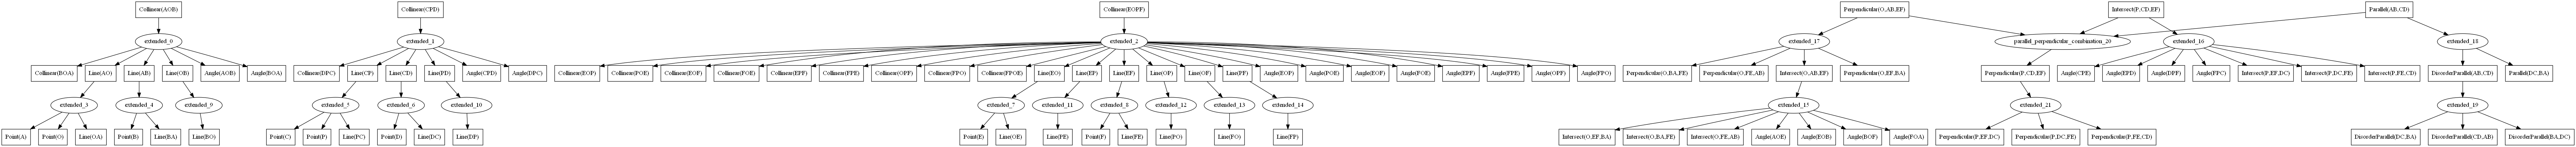 Collinear(AOB) Collinear(CPD) Collinear(EOPF) Perpendicular(O,AB,EF) Intersect(P,CD,EF) Parallel(AB,CD)
extended_0 extended_1 extended_2 extended_17 parallel_perpendicular_combination_20 extended_16 extended_18
Collinear(BOA) Line(AO) Line(AB) Line(OB) Angle(AOB) Angle(BOA) Collinear(DPC) Line(CP) Line(CD) Line(PD) Angle(CPD) Angle(DPC) Collinear(EOP) Collinear(POE) Collinear(EOF) Collinear(FOE) Collinear(EPF) Collinear(FPE) Collinear(OPF) Collinear(FPO) Collinear(FPOE) Line(EO) Line(EP) Line(EF) Line(OP) Line(OF) Line(PF) Angle(EOP) Angle(POE) Angle(EOF) Angle(FOE) Angle(EPF) Angle(FPE) Angle(OPF) Angle(FPO) Perpendicular(O,BA,FE) Perpendicular(O,FE,AB) Intersect(O,AB,EF) Perpendicular(O,EF,BA) Perpendicular(P,CD,EF) Angle(CPE) Angle(EPD) Angle(DPF) Angle(FPC) Intersect(P,EF,DC) Intersect(P,DC,FE) Intersect(P,FE,CD) DisorderParallel(AB,CD) Parallel(DC,BA)
extended_3 extended_4 extended_9 extended_5 extended_6 extended_10 extended_7 extended_11 extended_8 extended_12 extended_13 extended_14 extended_15 extended_21 extended_19
Point(A) Point(O) Line(OA) Point(B) Line(BA) Line(BO) Point(C) Point(P) Line(PC) Point(D) Line(DC) Line(DP) Point(E) Line(OE) Line(PE) Point(F) Line(FE) Line(PO) Line(FO) Line(FP) Intersect(O,EF,BA) Intersect(O,BA,FE) Intersect(O,FE,AB) Angle(AOE) Angle(EOB) Angle(BOF) Angle(FOA) Perpendicular(P,EF,DC) Perpendicular(P,DC,FE) Perpendicular(P,FE,CD) DisorderParallel(DC,BA) DisorderParallel(CD,AB) DisorderParallel(BA,DC)